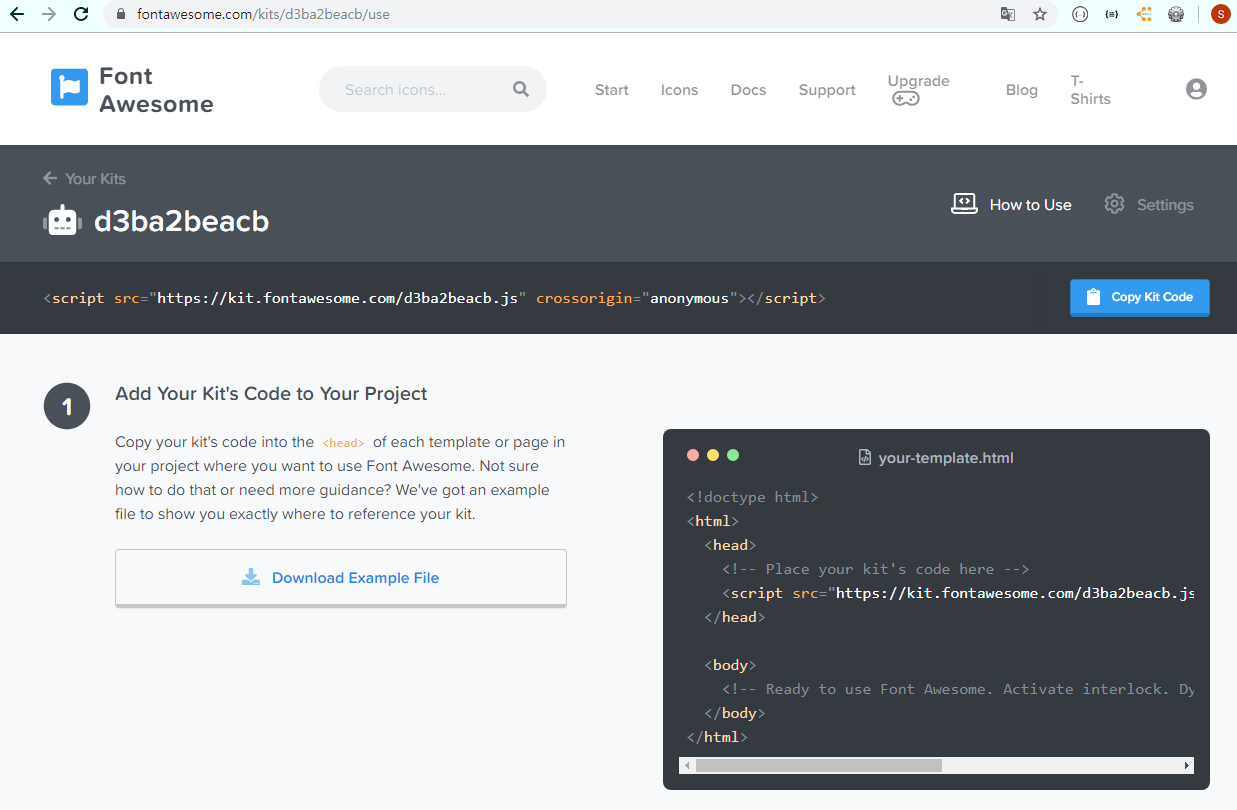 fontawesome.com/kits/d3ba2beacb/use
S
Font
Awesome
Search icons...
Start
Icons
Docs
Support
Upgrade
Blog
T-
Shirts
Your Kits
d3ba2beacb
How to Use
Settings
<script src="https://kit.fontawesome.com/d3ba2beacb.js" crossorigin="anonymous"></script>
Copy Kit Code
1
Add Your Kit's Code to Your Project
Copy your kit's code into the <head> of each template or page in
your project where you want to use Font Awesome. Not sure
how to do that or need more guidance? We've got an example
file to show you exactly where to reference your kit.
Download Example File
your-template.html
<!doctype html>
<html>
<head>
<!-- Place your kit's code here -->
<script src="https://kit.fontawesome.com/d3ba2beacb.js
</head>
<body>
<!-- Ready to use Font Awesome. Activate interlock. Dy
</body>
</html>